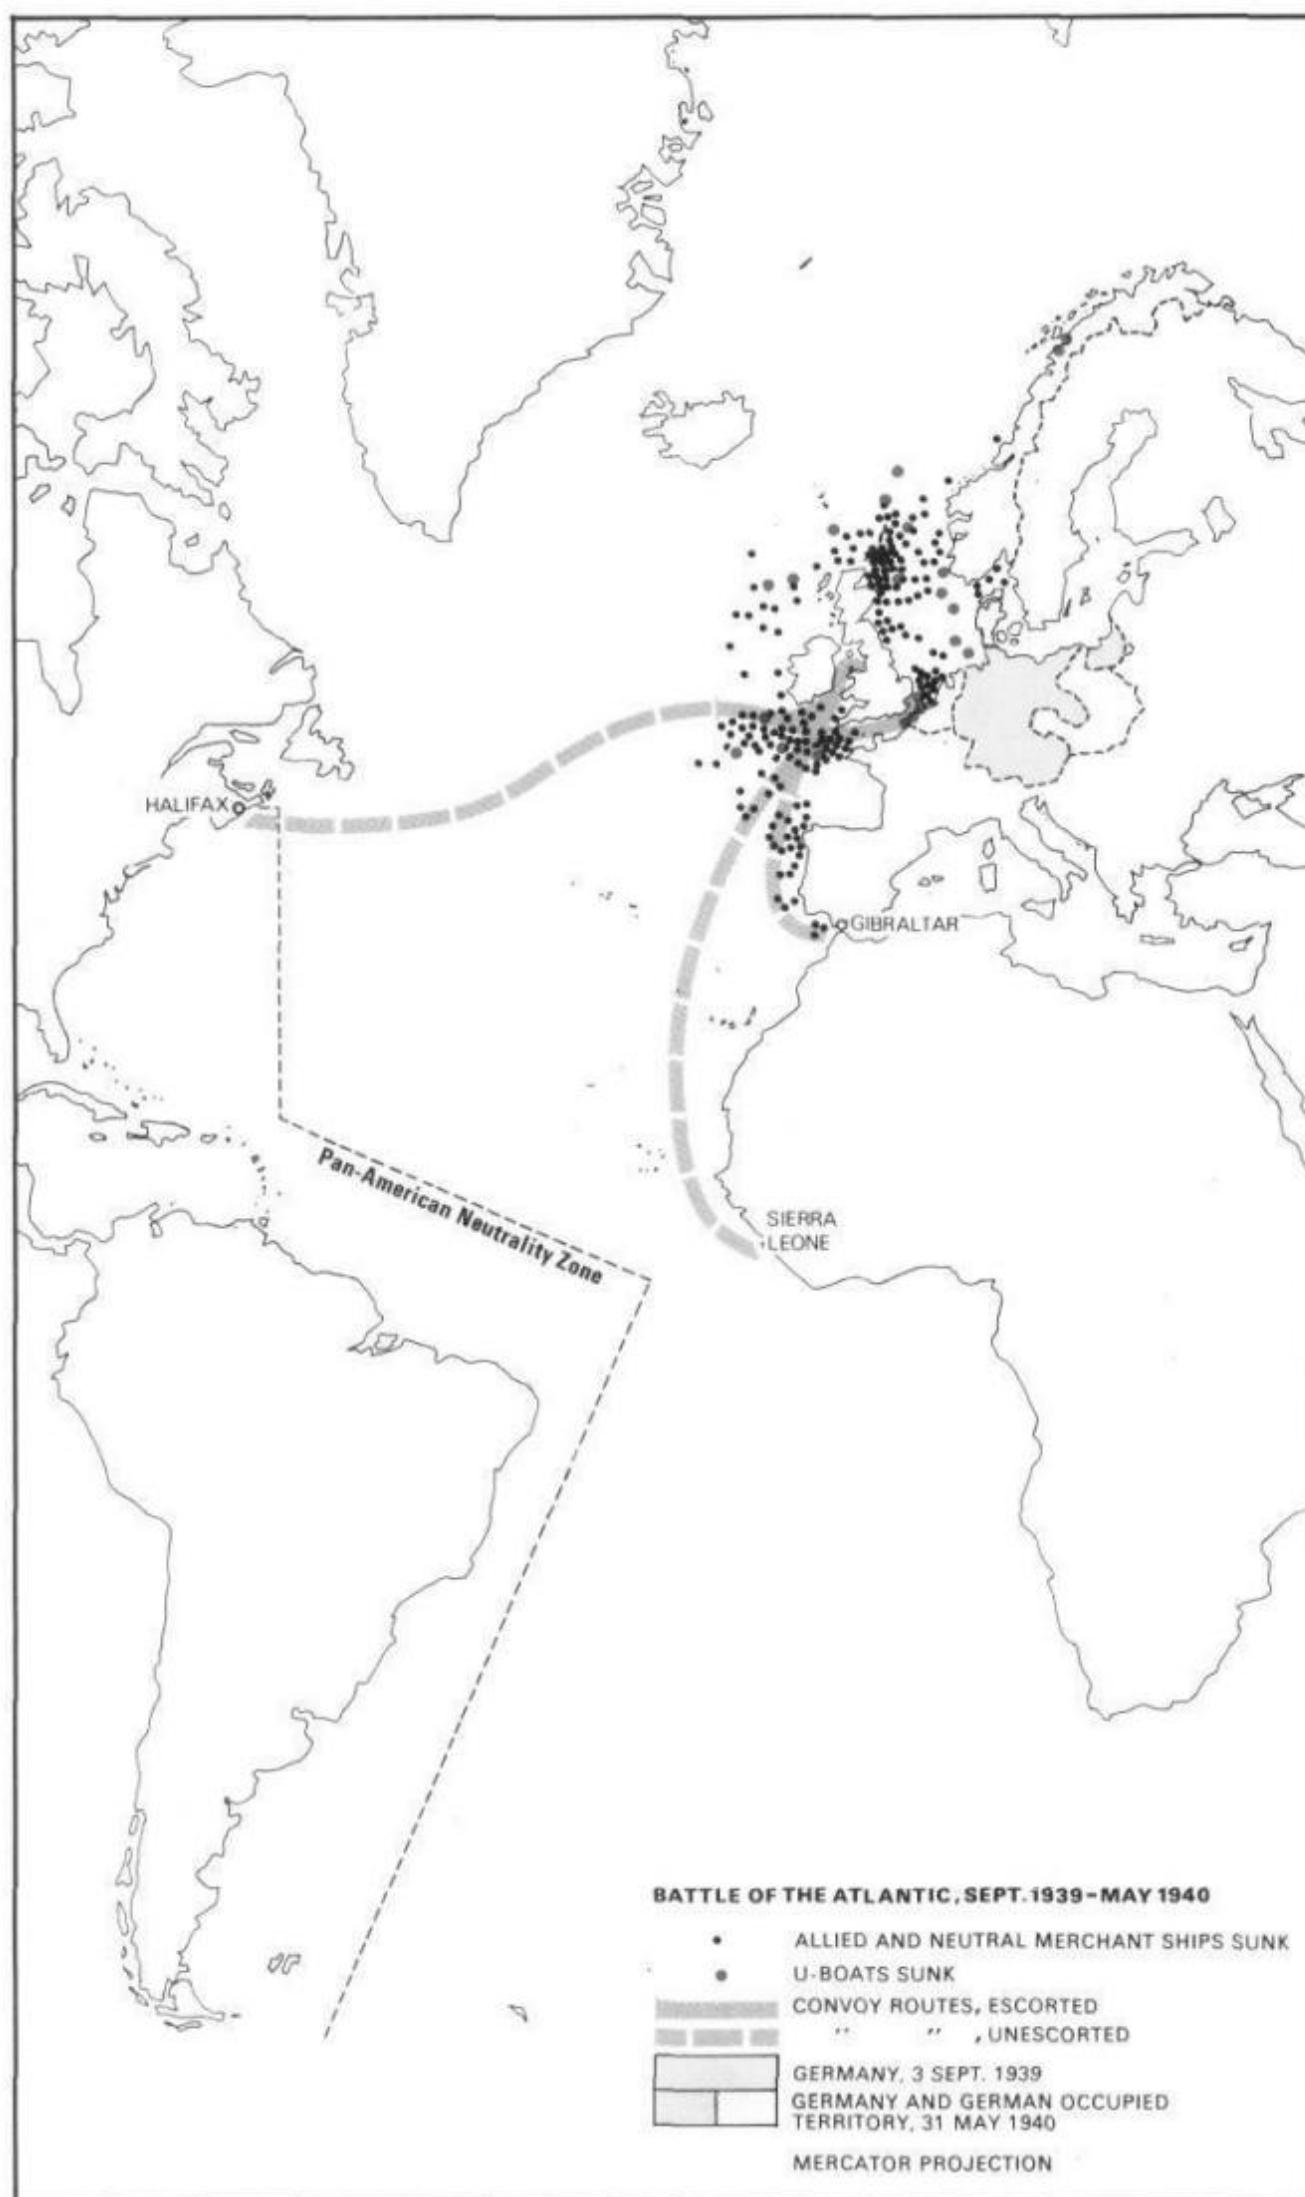 HALIFAX
GIBRALTAR
Pan-American Neutrality Zone
SIERRA
LEONE
BATTLE OF THE ATLANTIC, SEPT. 1939-MAY 1940
ALLIED AND NEUTRAL MERCHANT SHIPS SUNK
U-BOATS SUNK
CONVOY ROUTES, ESCORTED
" " , UNESCORTED
GERMANY, 3 SEPT. 1939
GERMANY AND GERMAN OCCUPIED
TERRITORY, 31 MAY 1940
MERCATOR PROJECTION